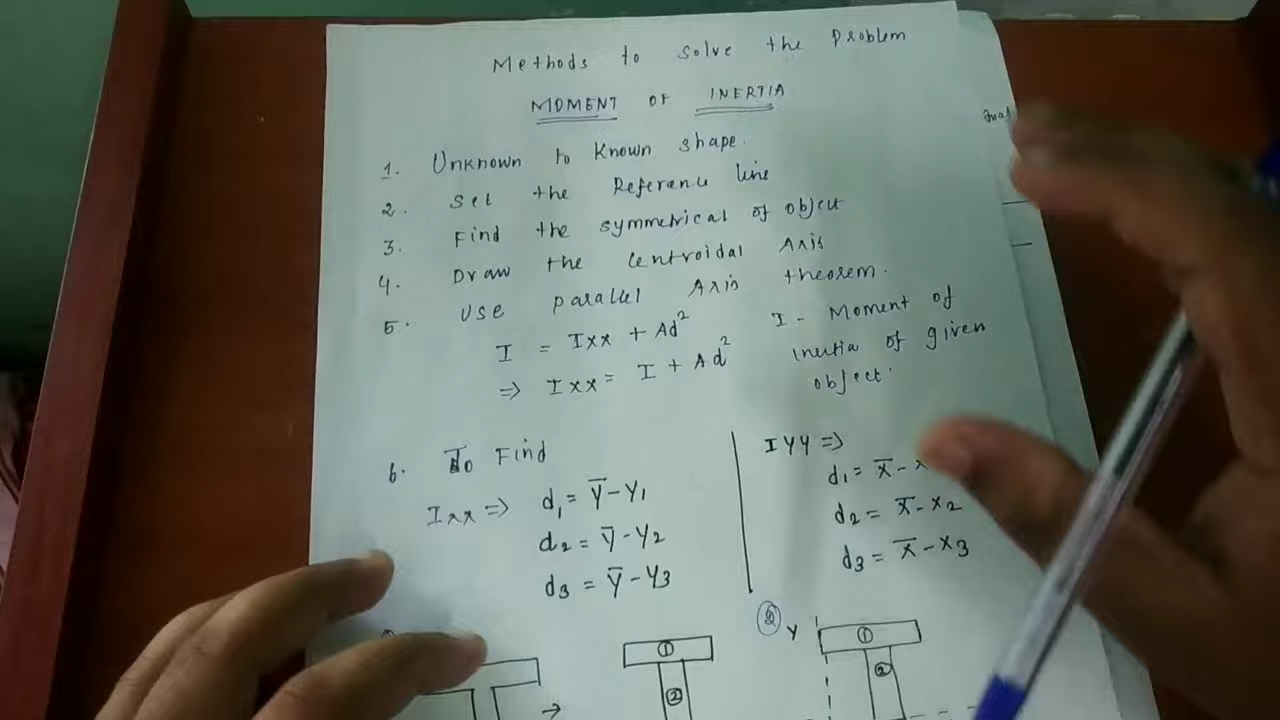 Methods to solve the Problem
MOMENT OF INERTIA
1. Unknown to Known shape.
2. Set the Reference line
3. Find the symmetrical of object
4. Draw the Centroidal Axis
5. Use parallel Axis theorem.
I = Ixx + Ad²
⇒ Ixx = I + Ad²
I - Moment of
inertia of given
object.
6. To Find
Ixx ⇒ d₁ = ȳ - y₁
d₂ = ȳ - y₂
d₃ = ȳ - y₃
IYY ⇒
d₁ = x̄ -
d₂ = x̄ - x₂
d₃ = x̄ - x₃
① ② →
② Y ① ②